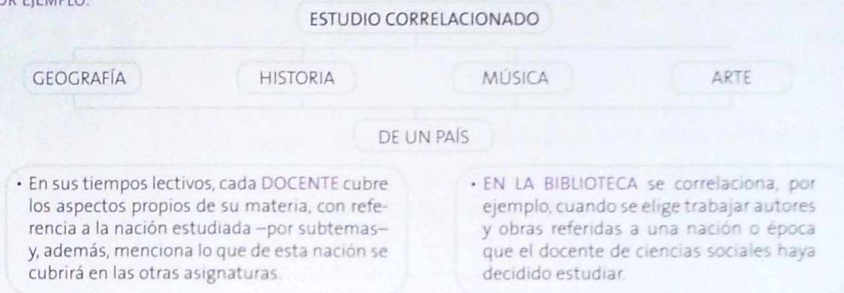 POR EJEMPLO:
ESTUDIO CORRELACIONADO
GEOGRAFÍA HISTORIA MÚSICA ARTE
DE UN PAÍS
• En sus tiempos lectivos, cada DOCENTE cubre
los aspectos propios de su materia, con refe-
rencia a la nación estudiada –por subtemas–
y, además, menciona lo que de esta nación se
cubrirá en las otras asignaturas.
• EN LA BIBLIOTECA se correlaciona, por
ejemplo, cuando se elige trabajar autores
y obras referidas a una nación o época
que el docente de ciencias sociales haya
decidido estudiar.